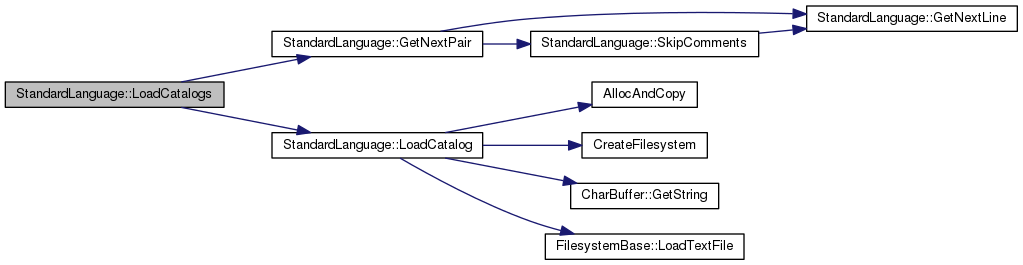 StandardLanguage::GetNextLine
StandardLanguage::GetNextPair
StandardLanguage::SkipComments
StandardLanguage::LoadCatalogs
AllocAndCopy
StandardLanguage::LoadCatalog
CreateFilesystem
CharBuffer::GetString
FilesystemBase::LoadTextFile